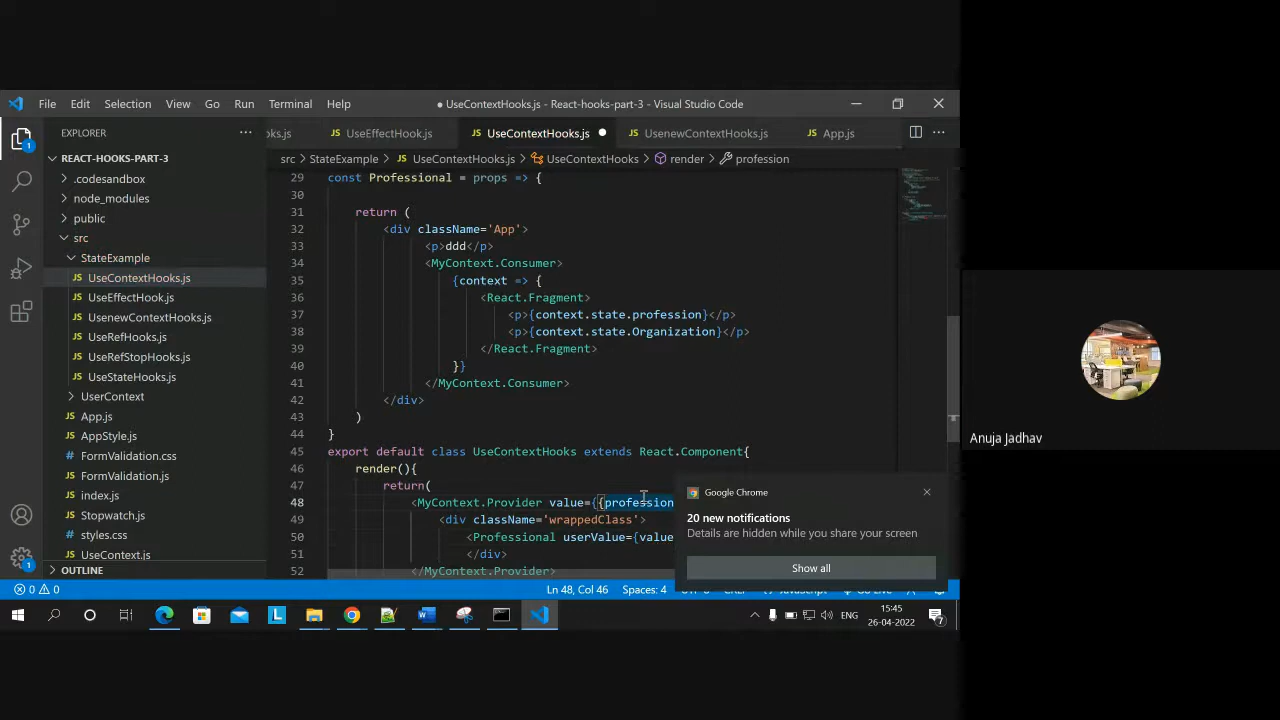 File Edit Selection View Go Run Terminal Help
● UseContextHooks.js - React-hooks-part-3 - Visual Studio Code
EXPLORER
ks.js UseEffectHook.js UseContextHooks.js UsenewContextHooks.js App.js
REACT-HOOKS-PART-3
src > StateExample > UseContextHooks.js > UseContextHooks > render > profession
.codesandbox
node_modules
public
src
StateExample
UseContextHooks.js
UseEffectHook.js
UsenewContextHooks.js
UseRefHooks.js
UseRefStopHooks.js
UseStateHooks.js
UserContext
App.js
AppStyle.js
FormValidation.css
FormValidation.js
index.js
Stopwatch.js
styles.css
UseContext.js
OUTLINE
29 const Professional = props => {
30
31 return (
32 <div className='App'>
33 <p>ddd</p>
34 <MyContext.Consumer>
35 {context => {
36 <React.Fragment>
37 <p>{context.state.profession}</p>
38 <p>{context.state.Organization}</p>
39 </React.Fragment>
40 }}
41 </MyContext.Consumer>
42 </div>
43 )
44 }
45 export default class UseContextHooks extends React.Component{
46 render(){
47 return(
48 <MyContext.Provider value={{profession
49 <div className='wrappedClass'>
50 <Professional userValue={value
51 </div>
52 </MyContext.Provider>
Google Chrome
20 new notifications
Details are hidden while you share your screen
Show all
0 0
Ln 48, Col 46 Spaces: 4
ENG
15:45
26-04-2022
7
Anuja Jadhav